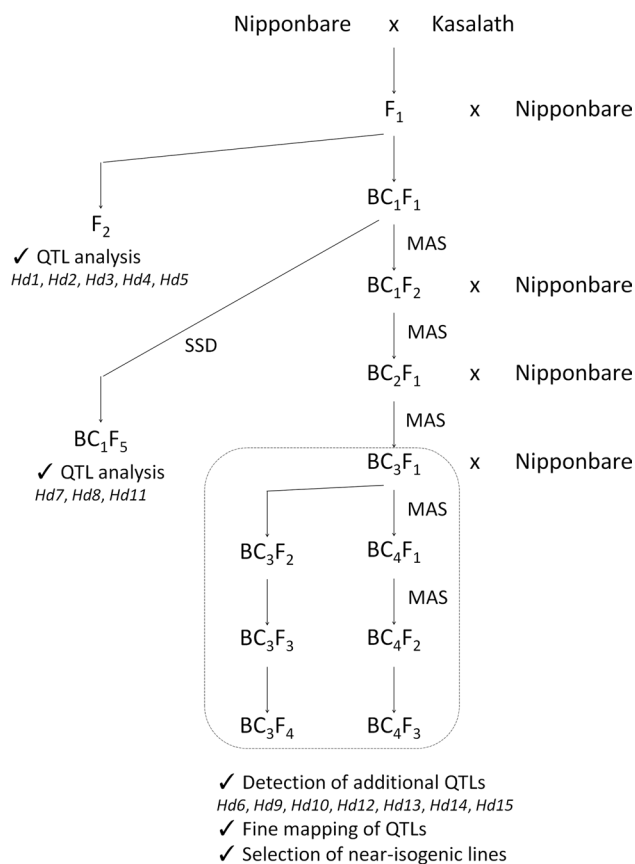 Nipponbare x Kasalath
F₁ x Nipponbare
BC₁F₁
F₂
✓ QTL analysis
Hd1, Hd2, Hd3, Hd4, Hd5
MAS
BC₁F₂ x Nipponbare
SSD
MAS
BC₂F₁ x Nipponbare
MAS
BC₁F₅
✓ QTL analysis
Hd7, Hd8, Hd11
BC₃F₁ x Nipponbare
MAS
BC₃F₂ BC₄F₁
MAS
BC₃F₃ BC₄F₂
BC₃F₄ BC₄F₃
✓ Detection of additional QTLs
Hd6, Hd9, Hd10, Hd12, Hd13, Hd14, Hd15
✓ Fine mapping of QTLs
✓ Selection of near-isogenic lines